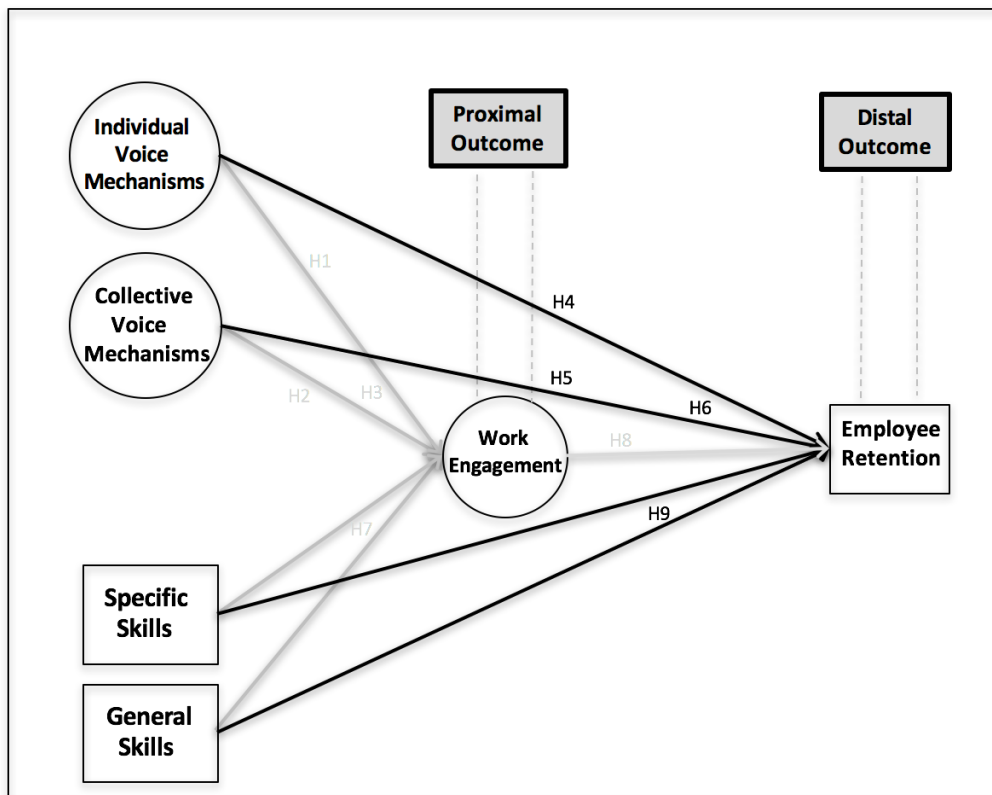 Individual
Voice
Mechanisms
Proximal
Outcome
Distal
Outcome
H1
Collective
Voice
Mechanisms
H4
H2
H3
H5
H6
Work
Engagement
H8
Employee
Retention
H7
H9
Specific
Skills
General
Skills